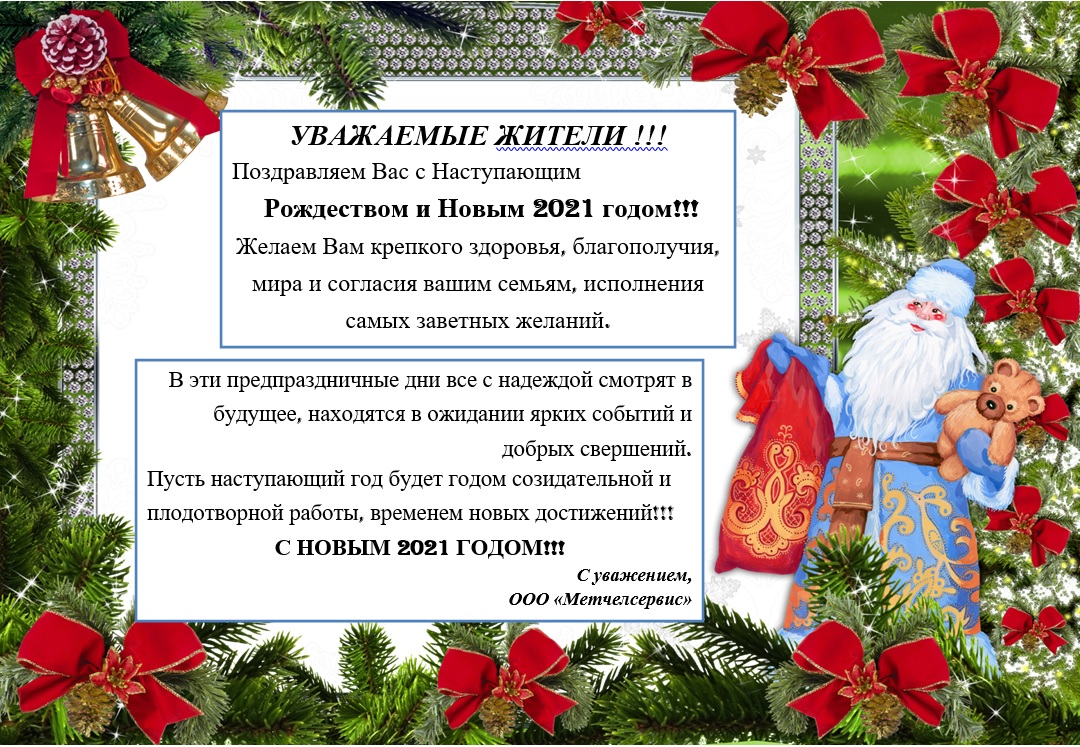 УВАЖАЕМЫЕ ЖИТЕЛИ !!!
Поздравляем Вас с Наступающим
Рождеством и Новым 2021 годом!!!
Желаем Вам крепкого здоровья, благополучия,
мира и согласия вашим семьям, исполнения
самых заветных желаний.
В эти предпраздничные дни все с надеждой смотрят в
будущее, находятся в ожидании ярких событий и
добрых свершений.
Пусть наступающий год будет годом созидательной и
плодотворной работы, временем новых достижений!!!
С НОВЫМ 2021 ГОДОМ!!!
С уважением,
ООО «Метчелсервис»